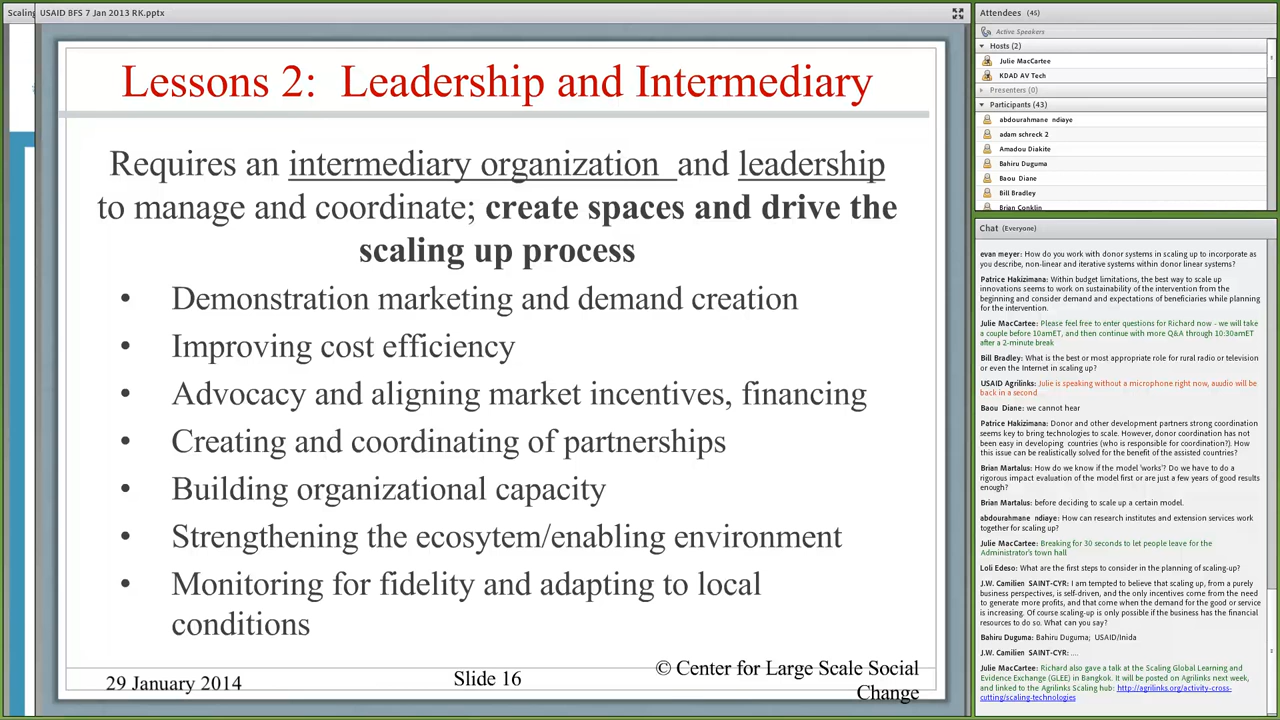 Scaling
USAID BFS 7 Jan 2013 RK.pptx
Lessons 2: Leadership and Intermediary
Requires an intermediary organization and leadership
to manage and coordinate; create spaces and drive the
scaling up process
• Demonstration marketing and demand creation
• Improving cost efficiency
• Advocacy and aligning market incentives, financing
• Creating and coordinating of partnerships
• Building organizational capacity
• Strengthening the ecosytem/enabling environment
• Monitoring for fidelity and adapting to local
conditions
29 January 2014
Slide 16
© Center for Large Scale Social
Change
Attendees (45)
Active Speakers
Hosts (2)
Julie MacCartee
KDAD AV Tech
Presenters (0)
Participants (43)
abdourahmane ndiaye
adam schreck 2
Amadou Diakite
Bahiru Duguma
Baou Diane
Bill Bradley
Brian Conklin
Chat (Everyone)
evan meyer: How do you work with donor systems in scaling up to incorporate as
you describe, non-linear and iterative systems within donor linear systems?
Patrice Hakizimana: Within budget limitations, the best way to scale up
innovations seems to work on sustainability of the intervention from the
beginning and consider demand and expectations of beneficiaries while planning
for the intervention.
Julie MacCartee: Please feel free to enter questions for Richard now - we will take
a couple before 10amET, and then continue with more Q&A through 10:30amET
after a 2-minute break
Bill Bradley: What is the best or most appropriate role for rural radio or television
or even the Internet in scaling up?
USAID Agrilinks: Julie is speaking without a microphone right now, auudio will be
back in a second
Baou Diane: we cannot hear
Patrice Hakizimana: Donor and other development partners strong coordination
seems key to bring technologies to scale. However, donor coordination has not
been easy in developing countries (who is responsible for coordination?). How
this issue can be realistically solved for the benefit of the assisted countries?
Brian Martalus: How do we know if the model 'works'? Do we have to do a
rigorous impact evaluation of the model first or are just a few years of good results
enough?
Brian Martalus: before deciding to scale up a certain model.
abdourahmane ndiaye: How can research institutes and extension services work
together for scaling up?
Julie MacCartee: Breaking for 30 seconds to let people leave for the
Administrator's town hall
Loli Edeso: What are the first steps to consider in the planning of scaling-up?
J.W. Camilien SAINT-CYR: I am tempted to believe that scaling up, from a purely
business perspectives, is self-driven, and the only incentives come from the need
to generate more profits, and that come when the demand for the good or service
is increasing. Of course scaling-up is only possible if the business has the financial
resources to do so. What can you say?
Bahiru Duguma: Bahiru Duguma; USAID/Inida
J.W. Camilien SAINT-CYR: ....
Julie MacCartee: Richard also gave a talk at the Scaling Global Learning and
Evidence Exchange (GLEE) in Bangkok. It will be posted on Agrilinks next week,
and linked to the Agrilinks Scaling hub: http://agrilinks.org/activity-cross-
cutting/scaling-technologies